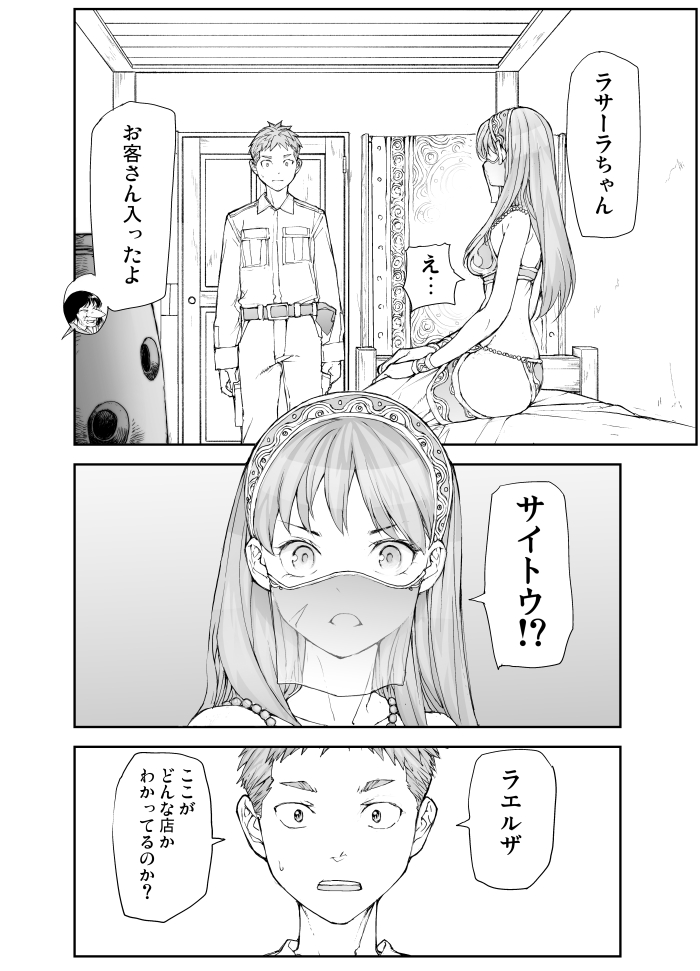 ラサーラちゃん
お客さん入ったよ
え…
サイトウ!?
ラエルザ
ここが
どんな店か
わかってるのか？